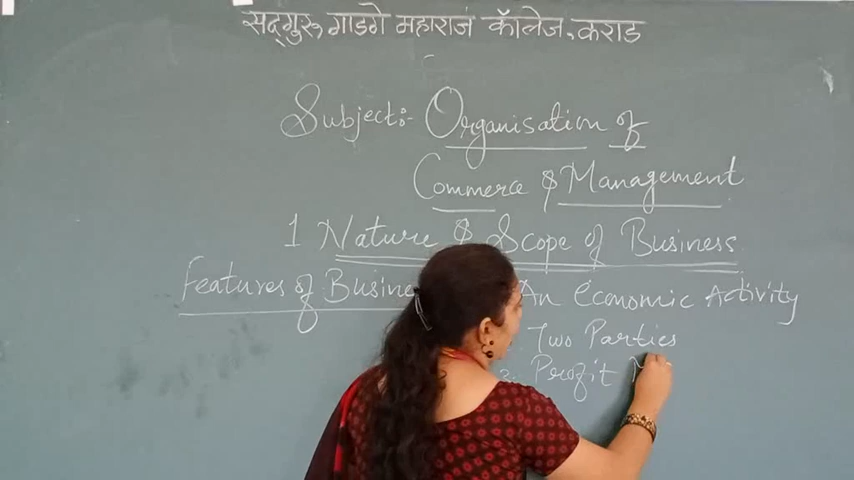 सद्गुरु गाडगे महाराज कॉलेज, कराड
Subject:- Organisation of
Commerce & Management
1 Nature & Scope of Business
Features of An Economic Activity
Two Parties
Profit